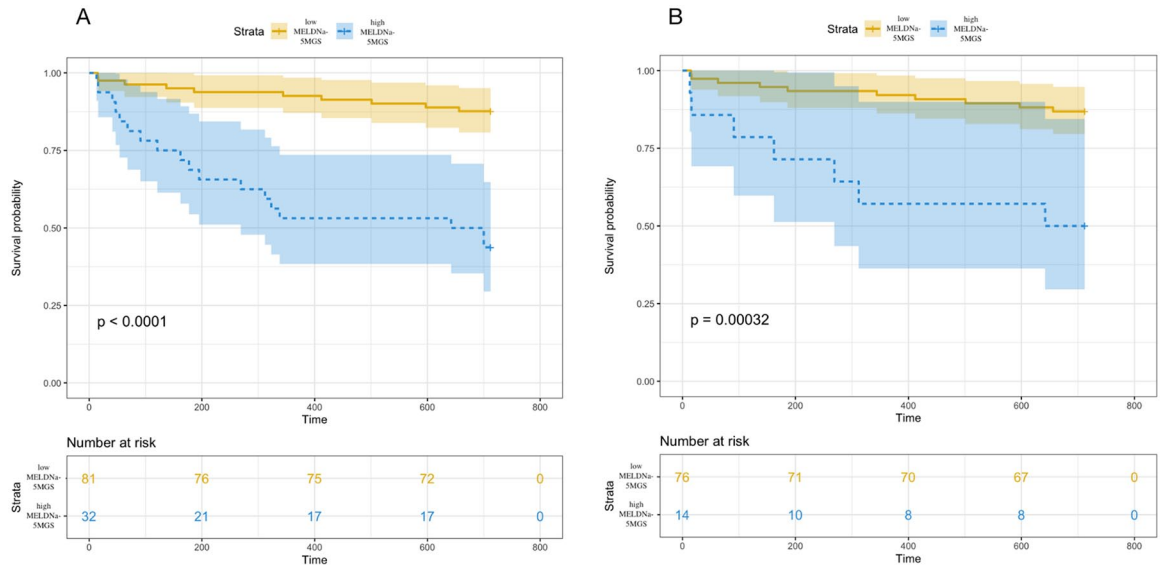 A
Strata
low
MELDNa-
5MGS
high
MELDNa-
5MGS
Survival probability
1.00
0.75
0.50
0.25
0.00
p < 0.0001
0 200 400 600 800
Time
Number at risk
Strata
low
MELDNa-
5MGS
81 76 75 72 0
high
MELDNa-
5MGS
32 21 17 17 0
0 200 400 600 800
Time
B
Strata
low
MELDNa-
5MGS
high
MELDNa-
5MGS
Survival probability
1.00
0.75
0.50
0.25
0.00
p = 0.00032
0 200 400 600 800
Time
Number at risk
Strata
low
MELDNa-
5MGS
76 71 70 67 0
high
MELDNa-
5MGS
14 10 8 8 0
0 200 400 600 800
Time